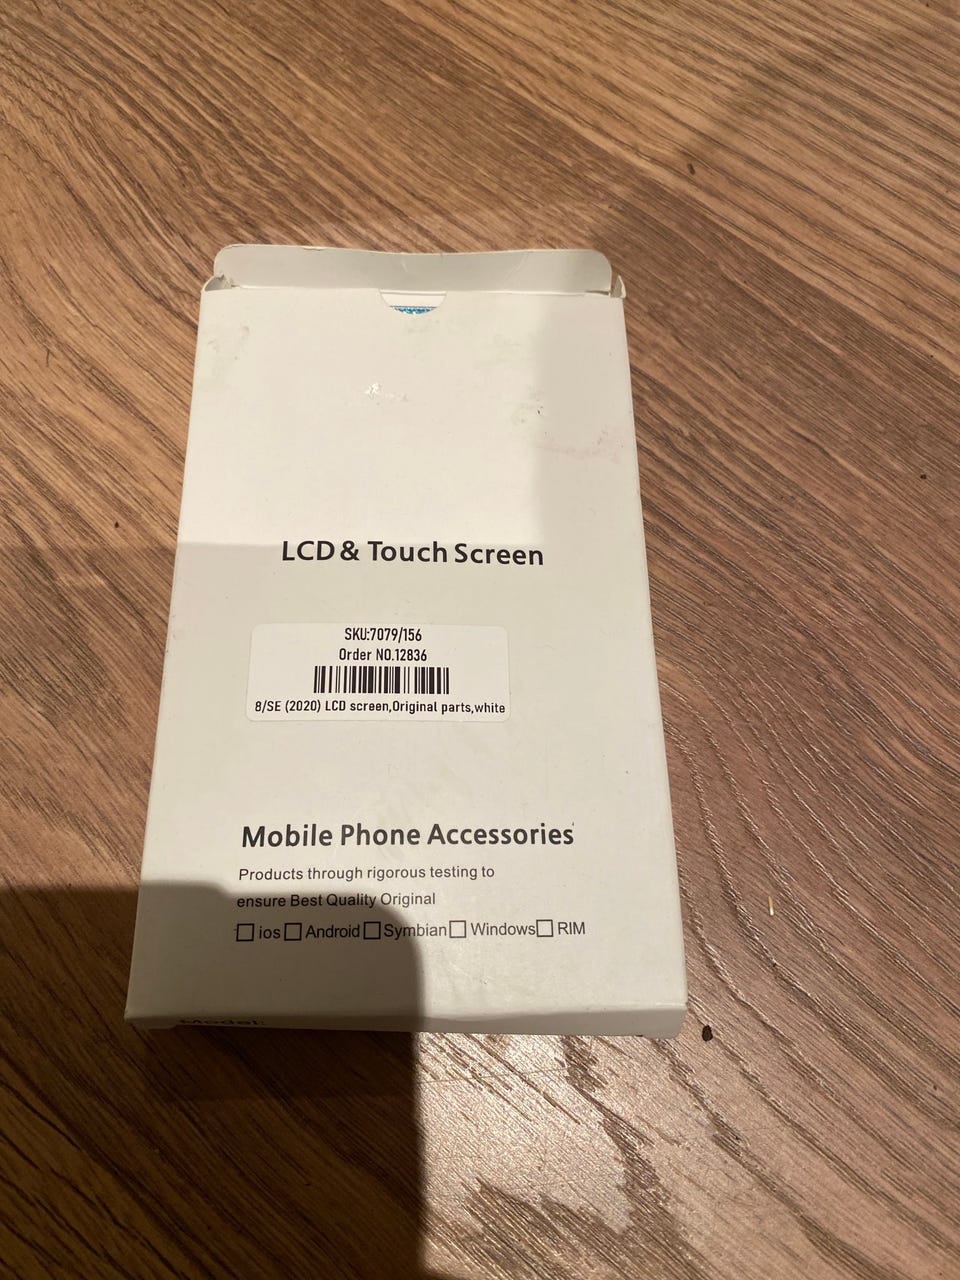 LCD & Touch Screen
SKU:7079/156
Order NO.12836
8/SE (2020) LCD screen,Original parts,white
Mobile Phone Accessories
Products through rigorous testing to
ensure Best Quality Original
☐ ios ☐ Android ☐ Symbian ☐ Windows ☐ RIM
Model: